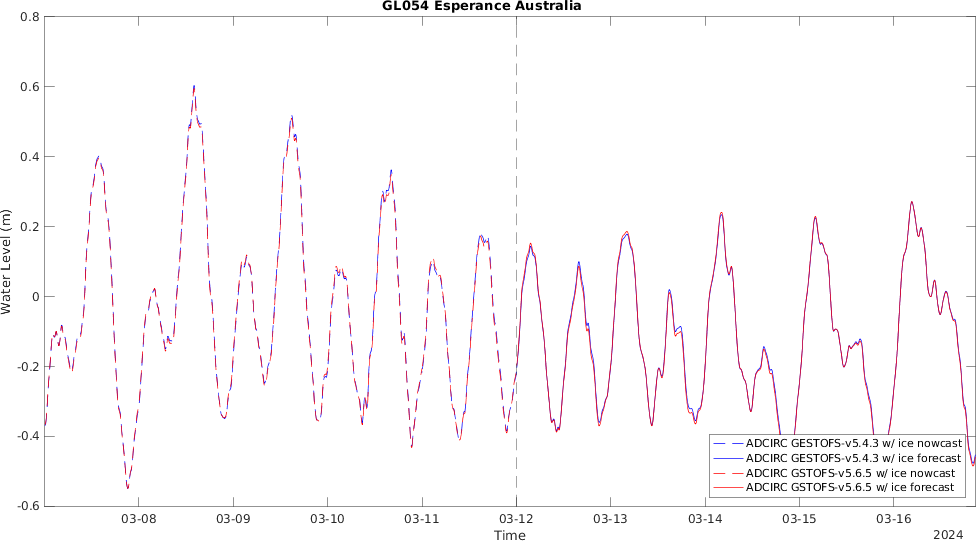 GL054 Esperance Australia
Water Level (m)
0.8
0.6
0.4
0.2
0
-0.2
-0.4
-0.6
ADCIRC GESTOFS-v5.4.3 w/ ice nowcast
ADCIRC GESTOFS-v5.4.3 w/ ice forecast
ADCIRC GSTOFS-v5.6.5 w/ ice nowcast
ADCIRC GSTOFS-v5.6.5 w/ ice forecast
03-08 03-09 03-10 03-11 03-12 03-13 03-14 03-15 03-16
Time
2024